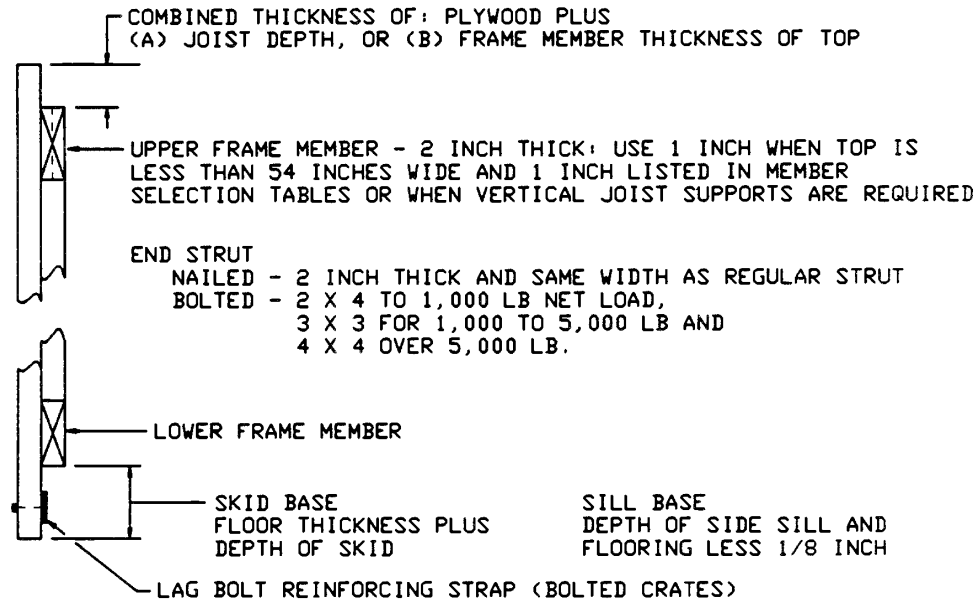 COMBINED THICKNESS OF: PLYWOOD PLUS
(A) JOIST DEPTH, OR (B) FRAME MEMBER THICKNESS OF TOP
UPPER FRAME MEMBER - 2 INCH THICK: USE 1 INCH WHEN TOP IS
LESS THAN 54 INCHES WIDE AND 1 INCH LISTED IN MEMBER
SELECTION TABLES OR WHEN VERTICAL JOIST SUPPORTS ARE REQUIRED
END STRUT
NAILED - 2 INCH THICK AND SAME WIDTH AS REGULAR STRUT
BOLTED - 2 X 4 TO 1,000 LB NET LOAD,
3 X 3 FOR 1,000 TO 5,000 LB AND
4 X 4 OVER 5,000 LB.
LOWER FRAME MEMBER
SKID BASE
FLOOR THICKNESS PLUS
DEPTH OF SKID
SILL BASE
DEPTH OF SIDE SILL AND
FLOORING LESS 1/8 INCH
LAG BOLT REINFORCING STRAP (BOLTED CRATES)